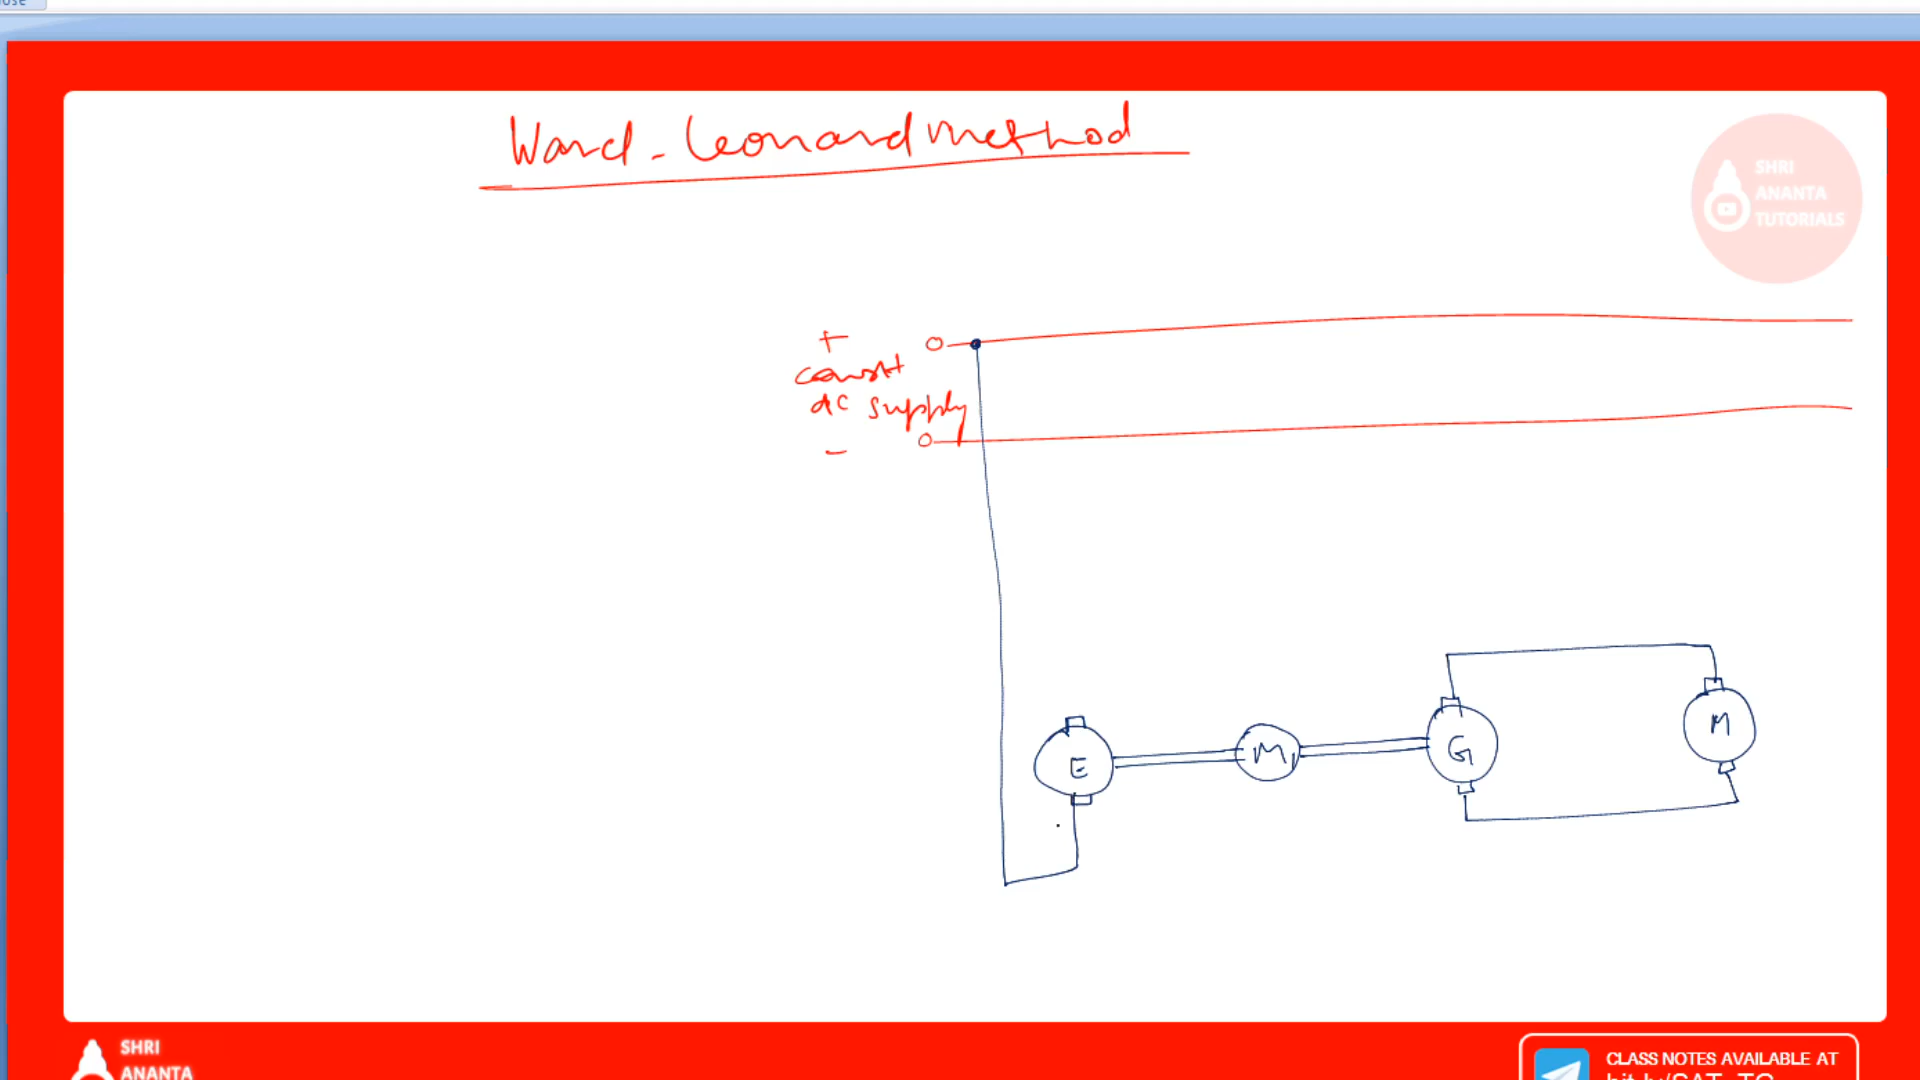 Ward-Leonard method
SHRI
ANANTA
TUTORIALS
+
const
dc supply
-
E
M1
G
M
SHRI
ANANTA
CLASS NOTES AVAILABLE AT